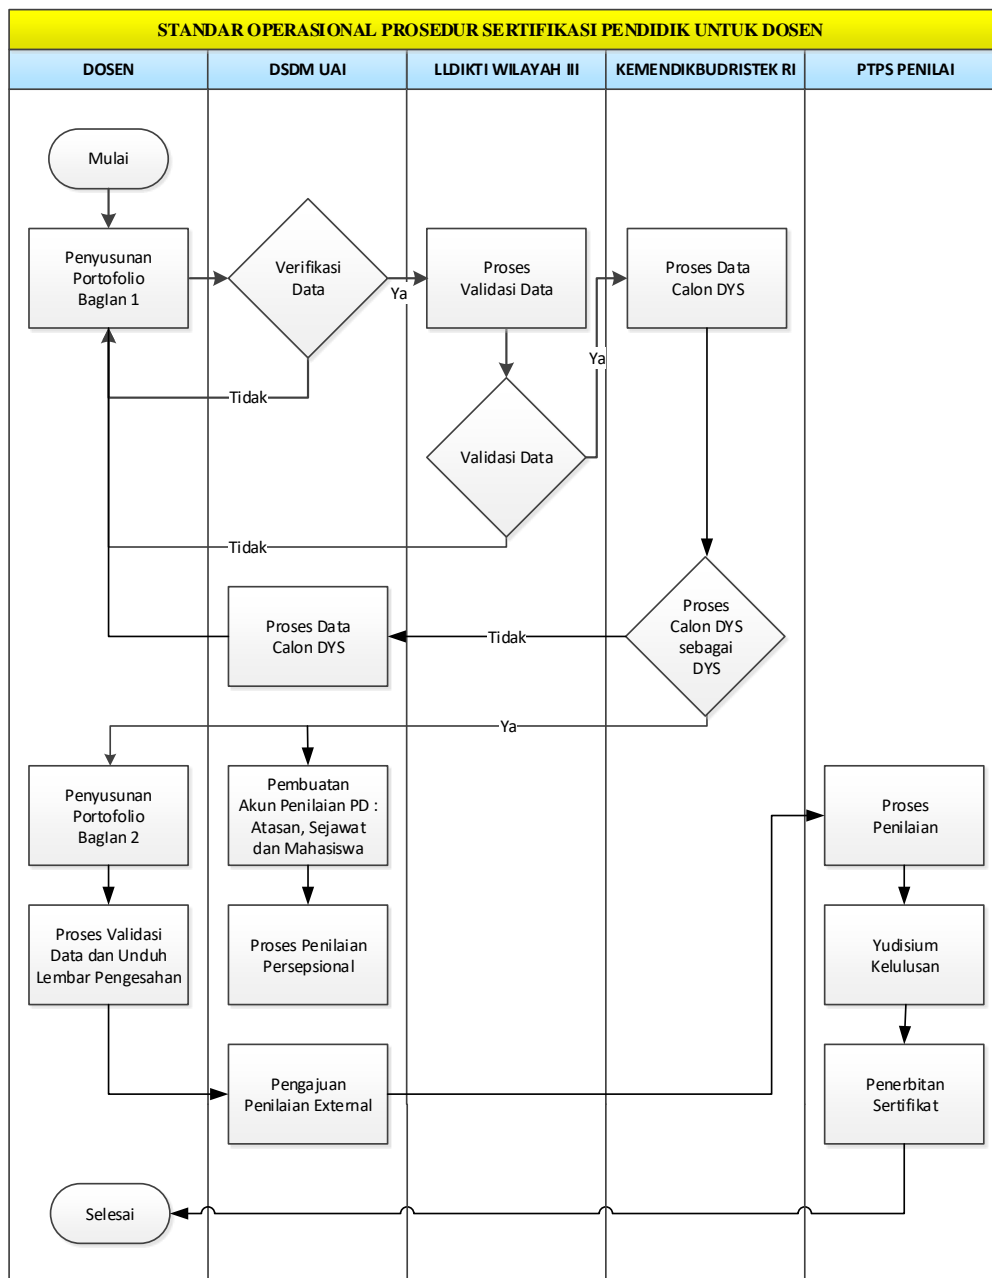 STANDAR OPERASIONAL PROSEDUR SERTIFIKASI PENDIDIK UNTUK DOSEN
DOSEN
DSDM UAI
LLDIKTI WILAYAH III
KEMENDIKBUDRISTEK RI
PTPS PENILAI
Mulai
Penyusunan
Portofolio
BagIan 1
Verifikasi
Data
Ya
Proses
Validasi Data
Proses Data
Calon DYS
Ya
Tidak
Validasi Data
Tidak
Proses Data
Calon DYS
Tidak
Proses
Calon DYS
sebagai
DYS
Ya
Penyusunan
Portofolio
BagIan 2
Pembuatan
Akun Penilaian PD :
Atasan, Sejawat
dan Mahasiswa
Proses
Penilaian
Proses Validasi
Data dan Unduh
Lembar Pengesahan
Proses Penilaian
Persepsional
Yudisium
Kelulusan
Pengajuan
Penilaian External
Penerbitan
Sertifikat
Selesai